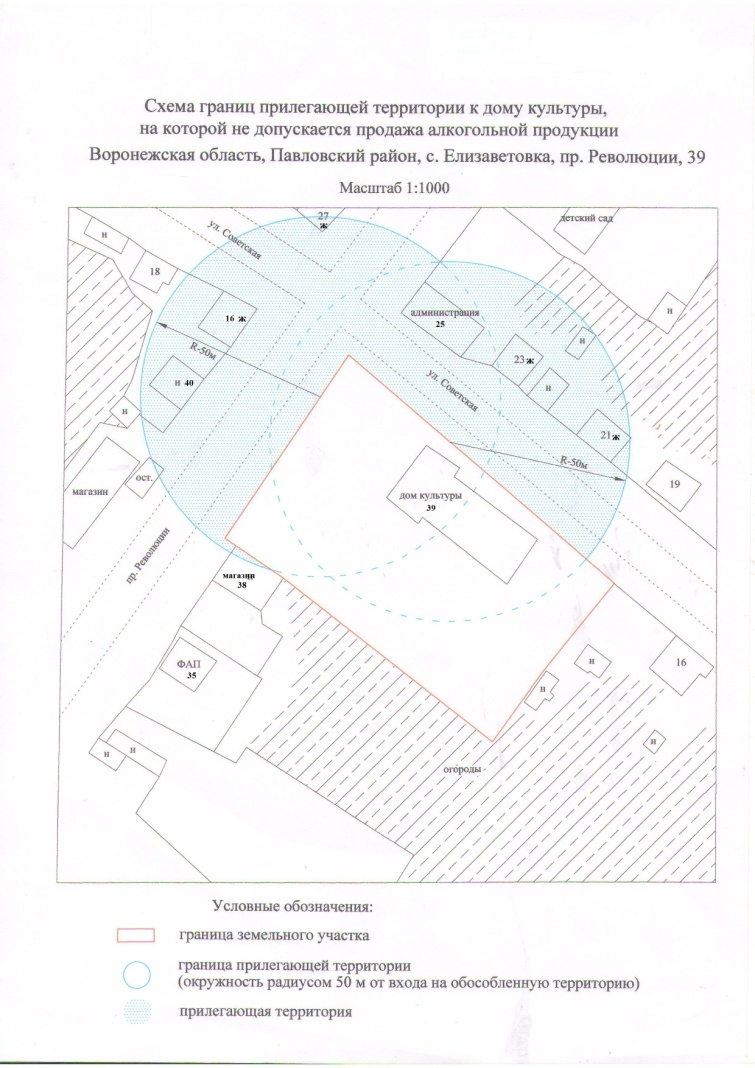 Схема границ прилегающей территории к дому культуры,
на которой не допускается продажа алкогольной продукции
Воронежская область, Павловский район, с. Елизаветовка, пр. Революции, 39
Масштаб 1:1000
27
ж
детский сад
ул. Советская
н
18
н
администрация
25
16 ж
н
R-50м
23 ж
н 40
ул. Советская
н
н
21 ж
R-50м
ост.
19
магазин
дом культуры
39
пр. Революции
магазин
38
ФАП
35
н
16
н
н
н
н
огороды
Условные обозначения:
граница земельного участка
граница прилегающей территории
(окружность радиусом 50 м от входа на обособленную территорию)
прилегающая территория